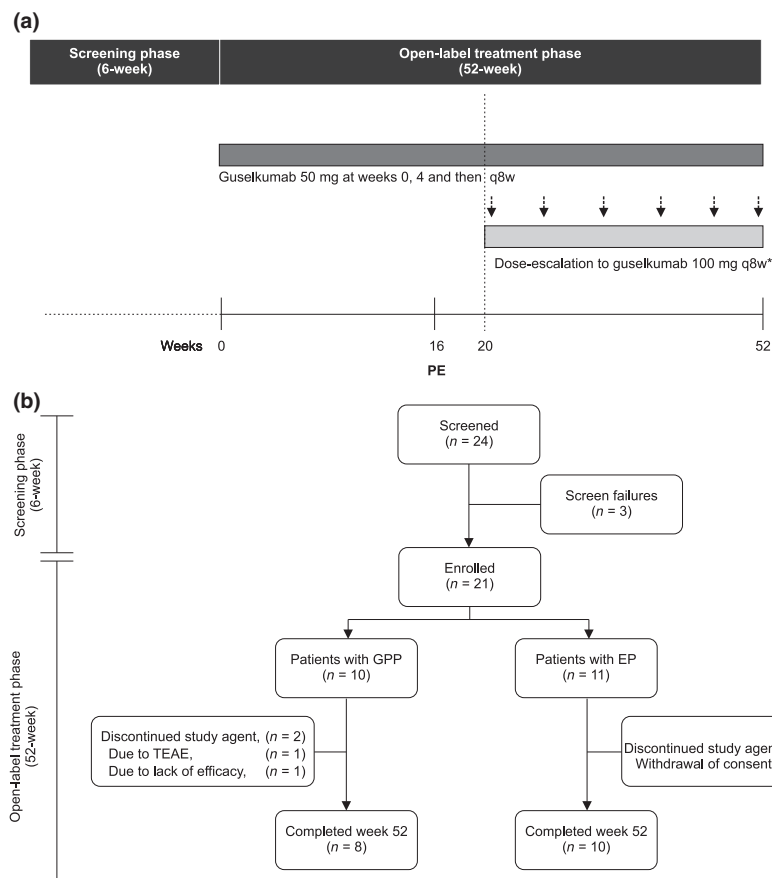 (a)
Screening phase
(6-week)
Open-label treatment phase
(52-week)
Guselkumab 50 mg at weeks 0, 4 and then q8w
Dose-escalation to guselkumab 100 mg q8w*
Weeks 0 16 20 52
PE
(b)
Screening phase
(6-week)
Screened
(n = 24)
Screen failures
(n = 3)
Enrolled
(n = 21)
Open-label treatment phase
(52-week)
Patients with GPP
(n = 10)
Patients with EP
(n = 11)
Discontinued study agent, (n = 2)
Due to TEAE, (n = 1)
Due to lack of efficacy, (n = 1)
Discontinued study agen
Withdrawal of consent
Completed week 52
(n = 8)
Completed week 52
(n = 10)